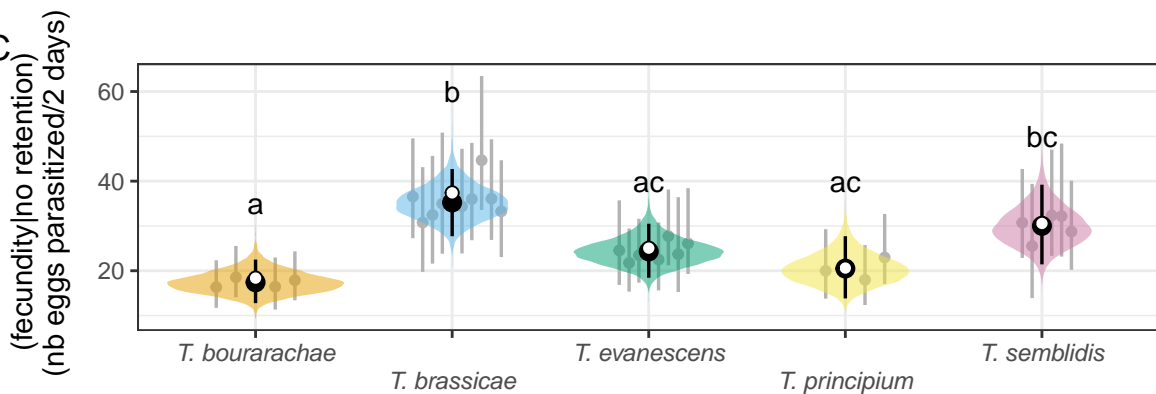 (fecundity|no retention)
(nb eggs parasitized/2 days)
60
40
20
a
b
ac
ac
bc
T. bourarachae
T. brassicae
T. evanescens
T. principium
T. semblidis